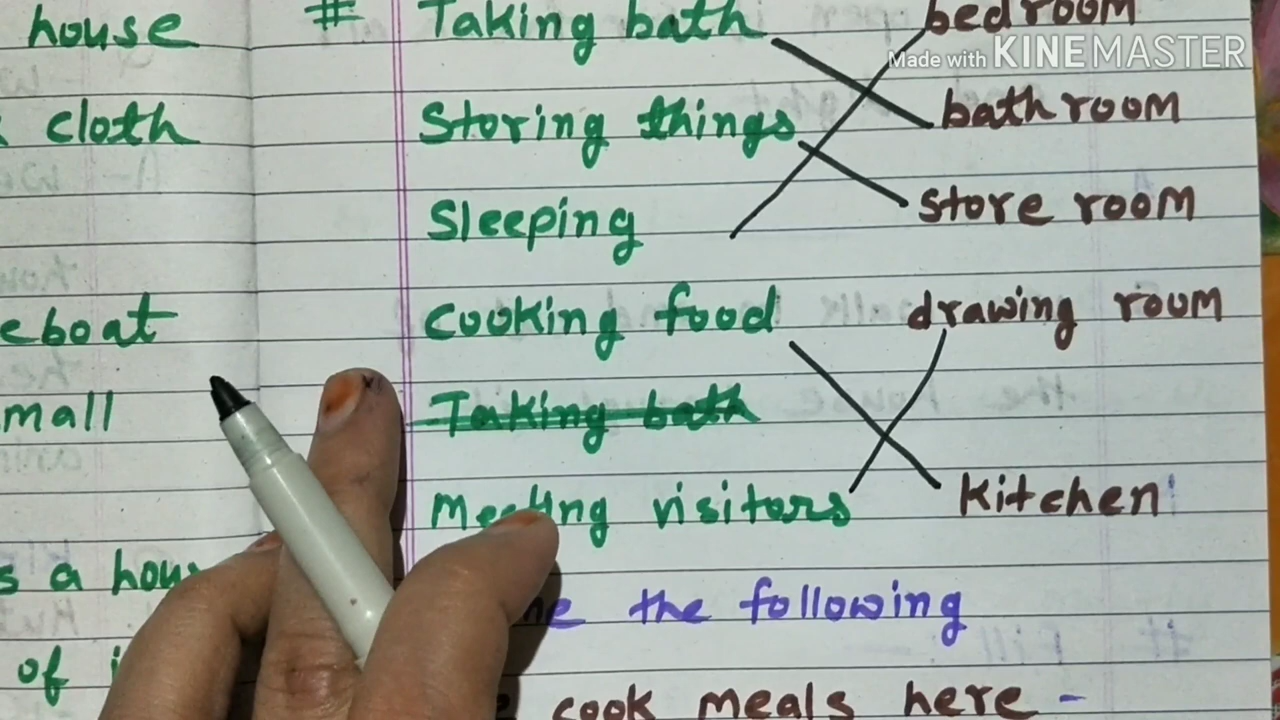 house # Taking bath bedroom
Made with KINEMASTER
cloth Storing things bathroom
Sleeping store room
eboat Cooking food drawing room
mall Taking bath
Meeting visitors Kitchen
s a hou
the following
of
cook meals here -